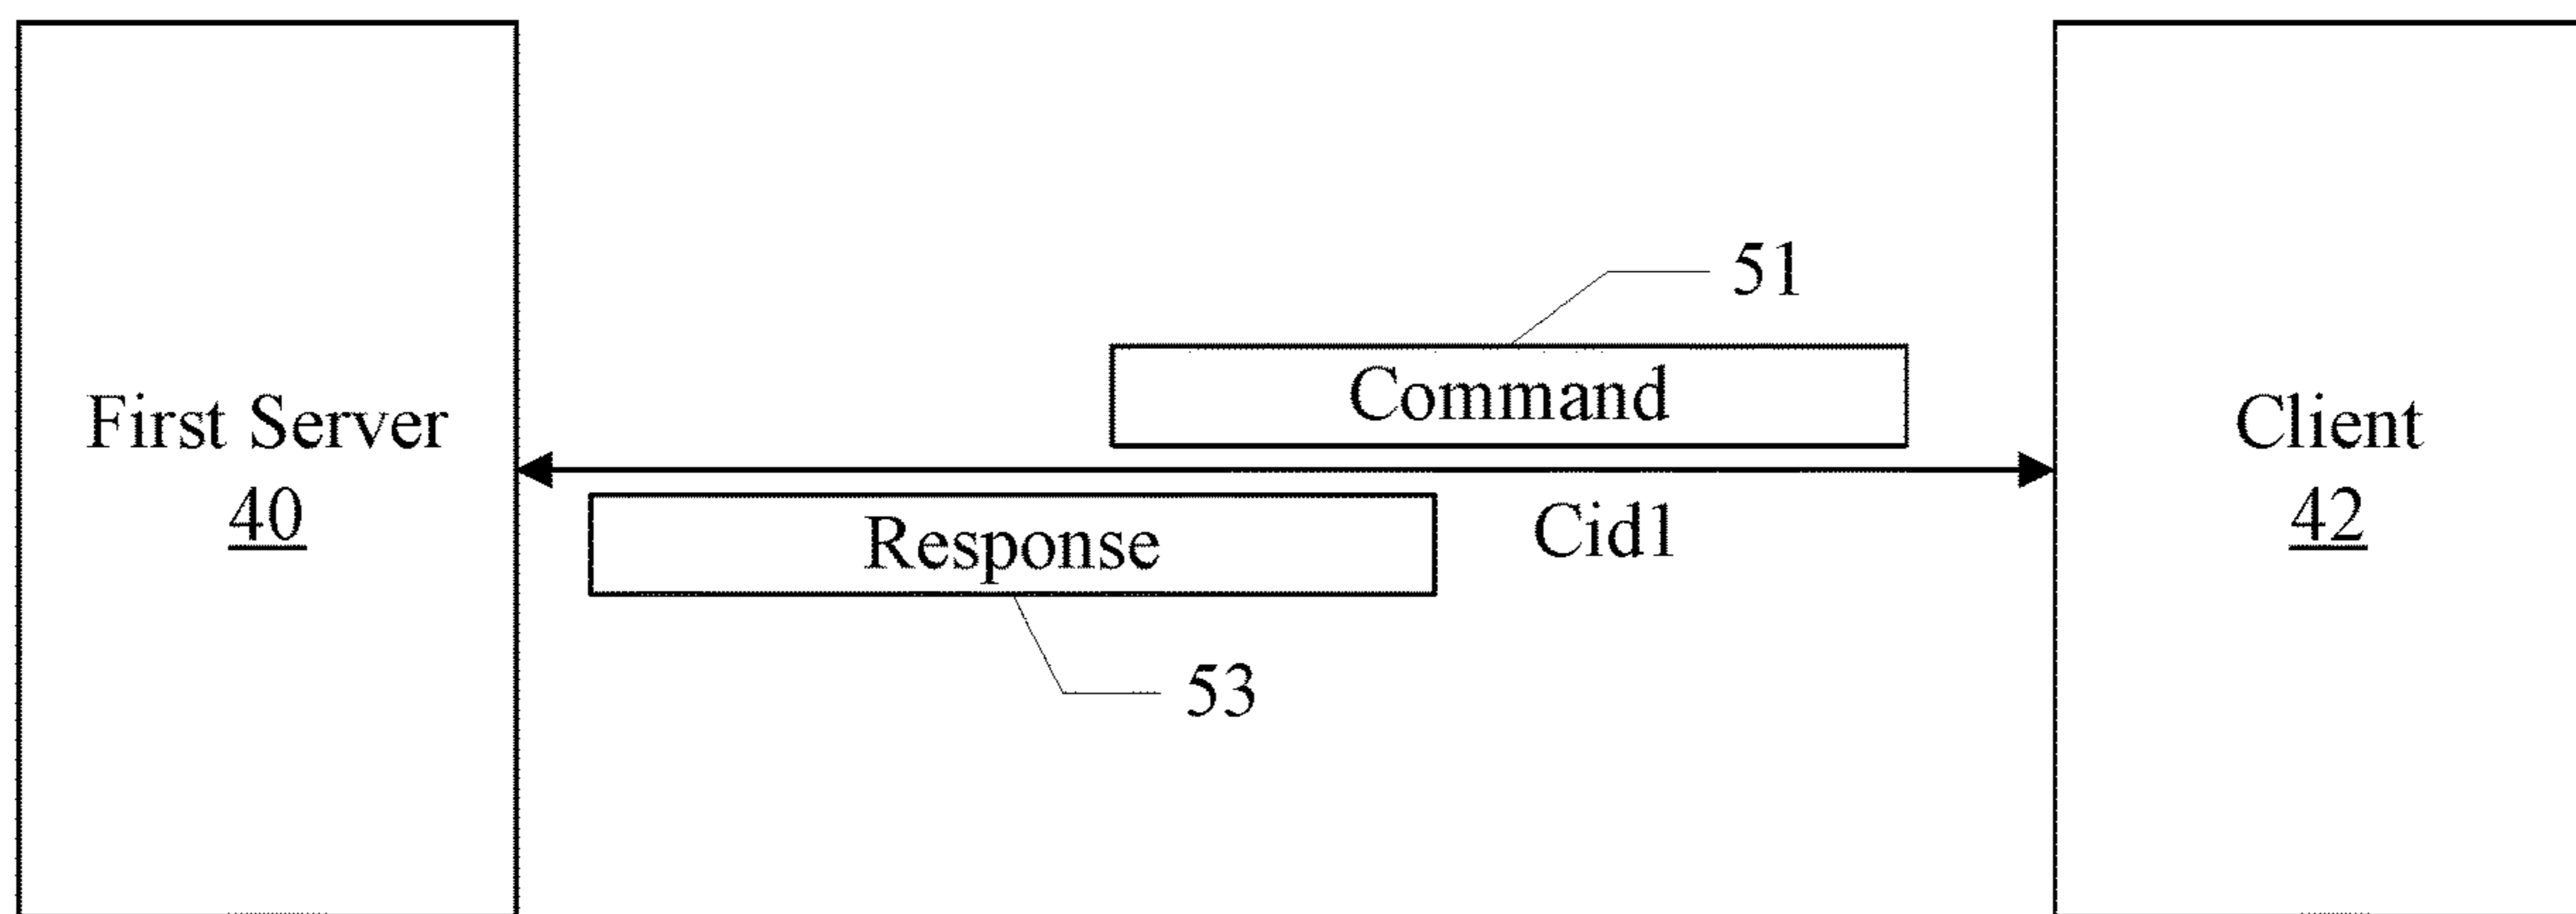 51
Command
First Server
40
Client
42
Response
Cid1
53